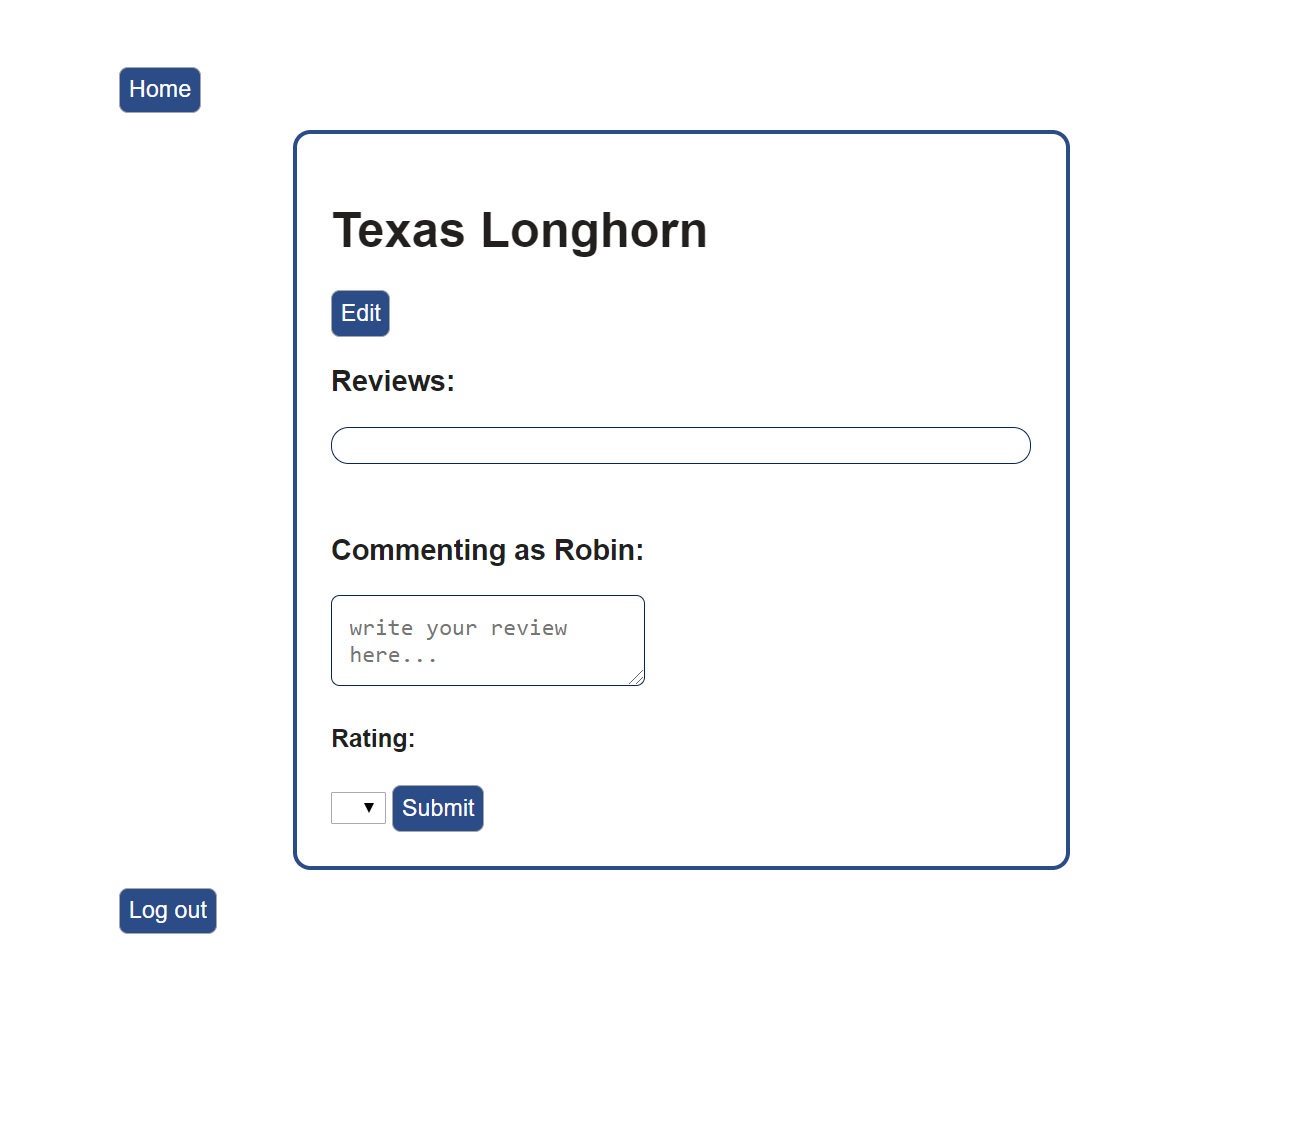 Home
Texas Longhorn
Edit
Reviews:
Commenting as Robin:
write your review
here...
Rating:
Submit
Log out